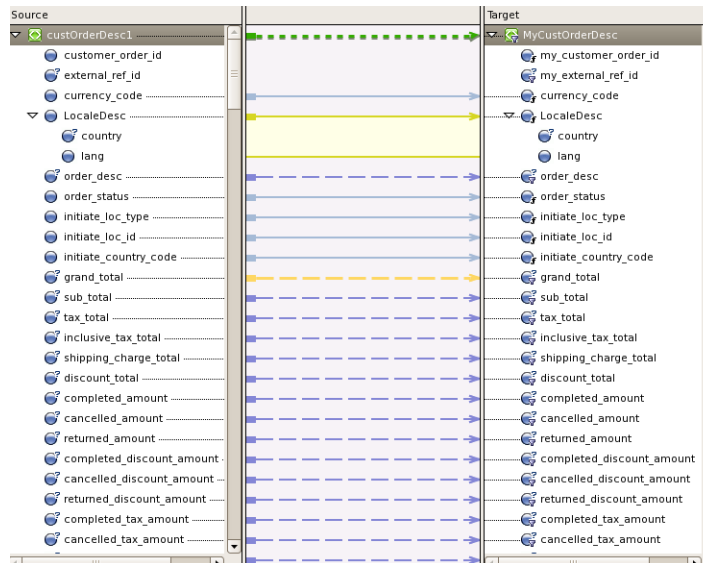 Source Target
custOrderDesc1 MyCustOrderDesc
customer_order_id my_customer_order_id
external_ref_id my_external_ref_id
currency_code currency_code
LocaleDesc LocaleDesc
country country
lang lang
order_desc order_desc
order_status order_status
initiate_loc_type initiate_loc_type
initiate_loc_id initiate_loc_id
initiate_country_code initiate_country_code
grand_total grand_total
sub_total sub_total
tax_total tax_total
inclusive_tax_total inclusive_tax_total
shipping_charge_total shipping_charge_total
discount_total discount_total
completed_amount completed_amount
cancelled_amount cancelled_amount
returned_amount returned_amount
completed_discount_amount completed_discount_amount
cancelled_discount_amount cancelled_discount_amount
returned_discount_amount returned_discount_amount
completed_tax_amount completed_tax_amount
cancelled_tax_amount cancelled_tax_amount